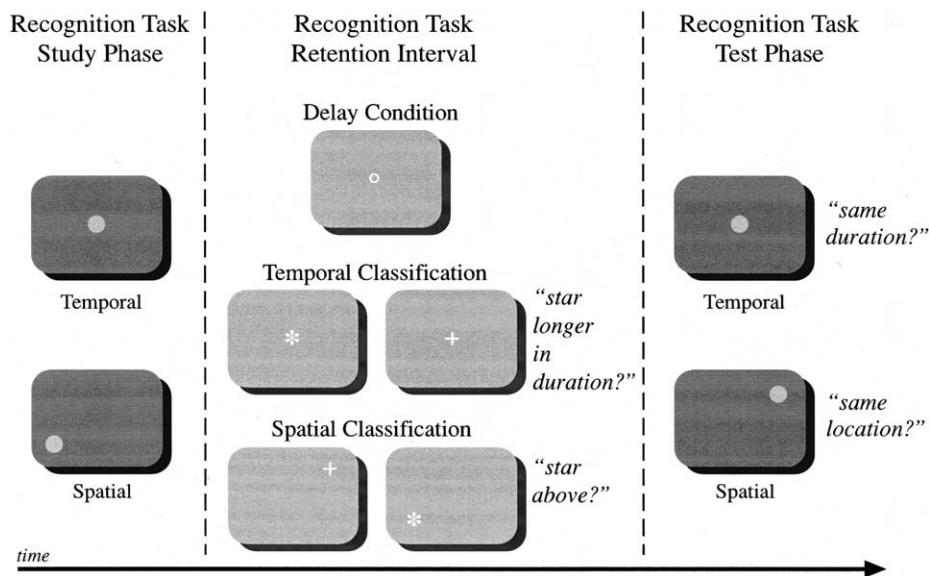 Recognition Task
Study Phase
Recognition Task
Retention Interval
Recognition Task
Test Phase
Delay Condition
Temporal
Temporal Classification
“star
longer
in
duration?”
“same
duration?”
Temporal
Spatial
Spatial Classification
“star
above?”
“same
location?”
Spatial
time